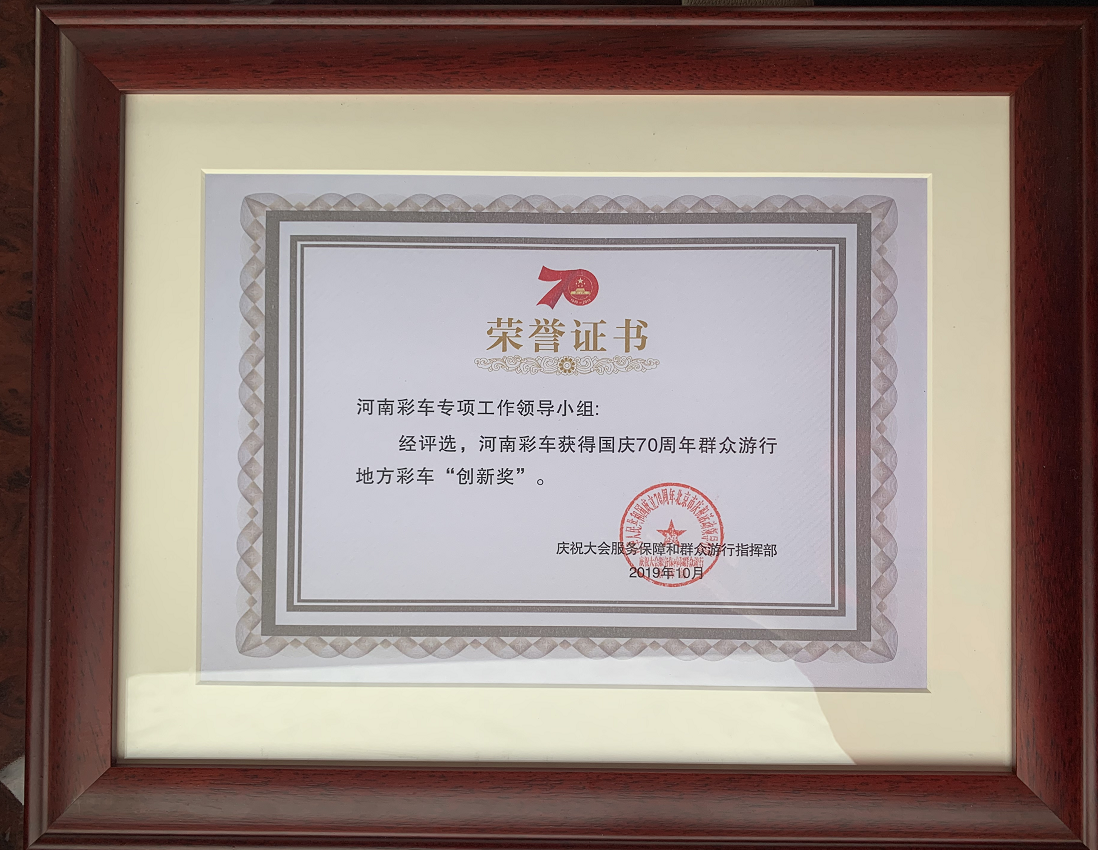 70
荣誉证书
河南彩车专项工作领导小组:
经评选，河南彩车获得国庆70周年群众游行
地方彩车“创新奖”。
庆祝大会服务保障和群众游行指挥部
2019年10月